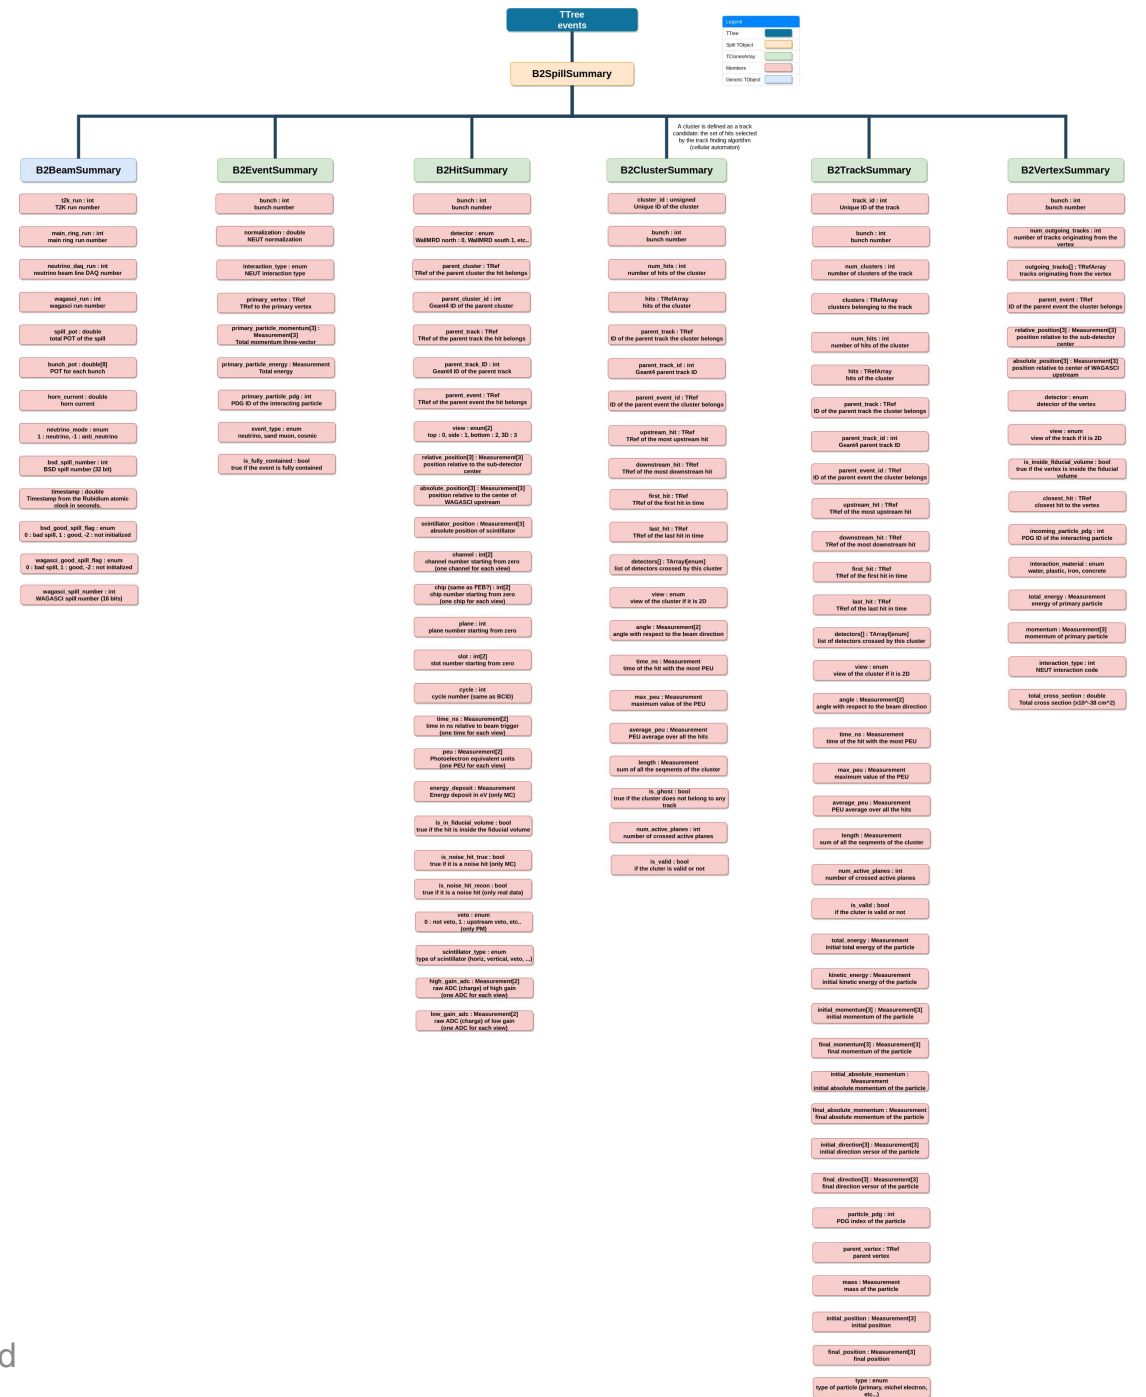 TTree
events
Legend
TTree
Spill TObject
TClonesArray
Members
Generic TObject
B2SpillSummary
A cluster is defined as a track
candidate: the set of hits selected
by the track finding algorithm
(cellular automaton)
B2BeamSummary
t2k_run : int
T2K run number
main_ring_run : int
main ring run number
neutrino_daq_run : int
neutrino beam line DAQ number
wagasci_run : int
wagasci run number
spill_pot : double
total POT of the spill
bunch_pot : double[8]
POT for each bunch
horn_current : double
horn current
neutrino_mode : enum
1 : neutrino, -1 : anti_neutrino
bsd_spill_number : int
BSD spill number (32 bit)
timestamp : double
Timestamp from the Rubidium atomic
clock in seconds.
bsd_good_spill_flag : enum
0 : bad spill, 1 : good, -2 : not initialized
wagasci_good_spill_flag : enum
0 : bad spill, 1 : good, -2 : not initialized
wagasci_spill_number : int
WAGASCI spill number (16 bits)
B2EventSummary
bunch : int
bunch number
normalization : double
NEUT normalization
interaction_type : enum
NEUT interaction type
primary_vertex : TRef
TRef to the primary vertex
primary_particle_momentum[3] :
Measurement[3]
Total momentum three-vector
primary_particle_energy : Measurement
Total energy
primary_particle_pdg : int
PDG ID of the interacting particle
event_type : enum
neutrino, sand muon, cosmic
is_fully_contained : bool
true if the event is fully contained
B2HitSummary
bunch : int
bunch number
detector : enum
WallMRD north : 0, WallMRD south 1, etc..
parent_cluster : TRef
TRef of the parent cluster the hit belongs
parent_cluster_id : int
Geant4 ID of the parent cluster
parent_track : TRef
TRef of the parent track the hit belongs
parent_track_ID : int
Geant4 ID of the parent track
parent_event : TRef
TRef of the parent event the hit belongs
view : enum[2]
top : 0, side : 1, bottom : 2, 3D : 3
relative_position[3] : Measurement[3]
position relative to the sub-detector
center
absolute_position[3] : Measurement[3]
position relative to the center of
WAGASCI upstream
scintillator_position : Measurement[3]
absolute position of scintillator
channel : int[2]
channel number starting from zero
(one channel for each view)
chip (same as FEB?) : int[2]
chip number starting from zero
(one chip for each view)
plane : int
plane number starting from zero
slot : int[2]
slot number starting from zero
cycle : int
cycle number (same as BCID)
time_ns : Measurement[2]
time in ns relative to beam trigger
(one time for each view)
peu : Measurement[2]
Photoelectron equivalent units
(one PEU for each view)
energy_deposit : Measurement
Energy deposit in eV (only MC)
is_in_fiducial_volume : bool
true if the hit is inside the fiducial volume
is_noise_hit_true : bool
true if it is a noise hit (only MC)
is_noise_hit_recon : bool
true if it is a noise hit (only real data)
veto : enum
0 : not veto, 1 : upstream veto, etc..
(only PM)
scintillator_type : enum
type of scintillator (horiz, vertical, veto, ...)
high_gain_adc : Measurement[2]
raw ADC (charge) of high gain
(one ADC for each view)
low_gain_adc : Measurement[2]
raw ADC (charge) of low gain
(one ADC for each view)
B2ClusterSummary
cluster_id : unsigned
Unique ID of the cluster
bunch : int
bunch number
num_hits : int
number of hits of the cluster
hits : TRefArray
hits of the cluster
parent_track : TRef
ID of the parent track the cluster belongs
parent_track_id : int
Geant4 parent track ID
parent_event_id : TRef
ID of the parent event the cluster belongs
upstream_hit : TRef
TRef of the most upstream hit
downstream_hit : TRef
TRef of the most downstream hit
first_hit : TRef
TRef of the first hit in time
last_hit : TRef
TRef of the last hit in time
detectors[] : TArrayI[enum]
list of detectors crossed by this cluster
view : enum
view of the cluster if it is 2D
angle : Measurement[2]
angle with respect to the beam direction
time_ns : Measurement
time of the hit with the most PEU
max_peu : Measurement
maximum value of the PEU
average_peu : Measurement
PEU average over all the hits
length : Measurement
sum of all the seqments of the cluster
is_ghost : bool
true if the cluster does not belong to any
track
num_active_planes : int
number of crossed active planes
is_valid : bool
if the cluter is valid or not
B2TrackSummary
track_id : int
Unique ID of the track
bunch : int
bunch number
num_clusters : int
number of clusters of the track
clusters : TRefArray
clusters belonging to the track
num_hits : int
number of hits of the cluster
hits : TRefArray
hits of the cluster
parent_track : TRef
ID of the parent track the cluster belongs
parent_track_id : int
Geant4 parent track ID
parent_event_id : TRef
ID of the parent event the cluster belongs
upstream_hit : TRef
TRef of the most upstream hit
downstream_hit : TRef
TRef of the most downstream hit
first_hit : TRef
TRef of the first hit in time
last_hit : TRef
TRef of the last hit in time
detectors[] : TArrayI[enum]
list of detectors crossed by this cluster
view : enum
view of the cluster if it is 2D
angle : Measurement[2]
angle with respect to the beam direction
time_ns : Measurement
time of the hit with the most PEU
max_peu : Measurement
maximum value of the PEU
average_peu : Measurement
PEU average over all the hits
length : Measurement
sum of all the seqments of the cluster
num_active_planes : int
number of crossed active planes
is_valid : bool
if the cluter is valid or not
total_energy : Measurement
initial total energy of the particle
kinetic_energy : Measurement
initial kinetic energy of the particle
initial_momentum[3] : Measurement[3]
initial momentum of the particle
final_momentum[3] : Measurement[3]
final momentum of the particle
initial_absolute_momentum :
Measurement
initial absolute momentum of the particle
final_absolute_momentum : Measurement
final absolute momentum of the particle
initial_direction[3] : Measurement[3]
initial direction versor of the particle
final_direction[3] : Measurement[3]
final direction versor of the particle
particle_pdg : int
PDG index of the particle
parent_vertex : TRef
parent vertex
mass : Measurement
mass of the particle
initial_position : Measurement[3]
initial position
final_position : Measurement[3]
final position
type : enum
type of particle (primary, michel electron,
etc...)
B2VertexSummary
bunch : int
bunch number
num_outgoing_tracks : int
number of tracks originating from the
vertex
outgoing_tracks[] : TRefArray
tracks originating from the vertex
parent_event : TRef
ID of the parent event the cluster belongs
relative_position[3] : Measurement[3]
position relative to the sub-detector
center
absolute_position[3] : Measurement[3]
position relative to center of WAGASCI
upstream
detector : enum
detector of the vertex
view : enum
view of the track if it is 2D
is_inside_fiducial_volume : bool
true if the vertex is inside the fiducial
volume
closest_hit : TRef
closest hit to the vertex
incoming_particle_pdg : int
PDG ID of the interacting particle
interaction_material : enum
water, plastic, iron, concrete
total_energy : Measurement
energy of primary particle
momentum : Measurement[3]
momentum of primary particle
interaction_type : int
NEUT interaction code
total_cross_section : double
Total cross section (x10^-38 cm^2)
d